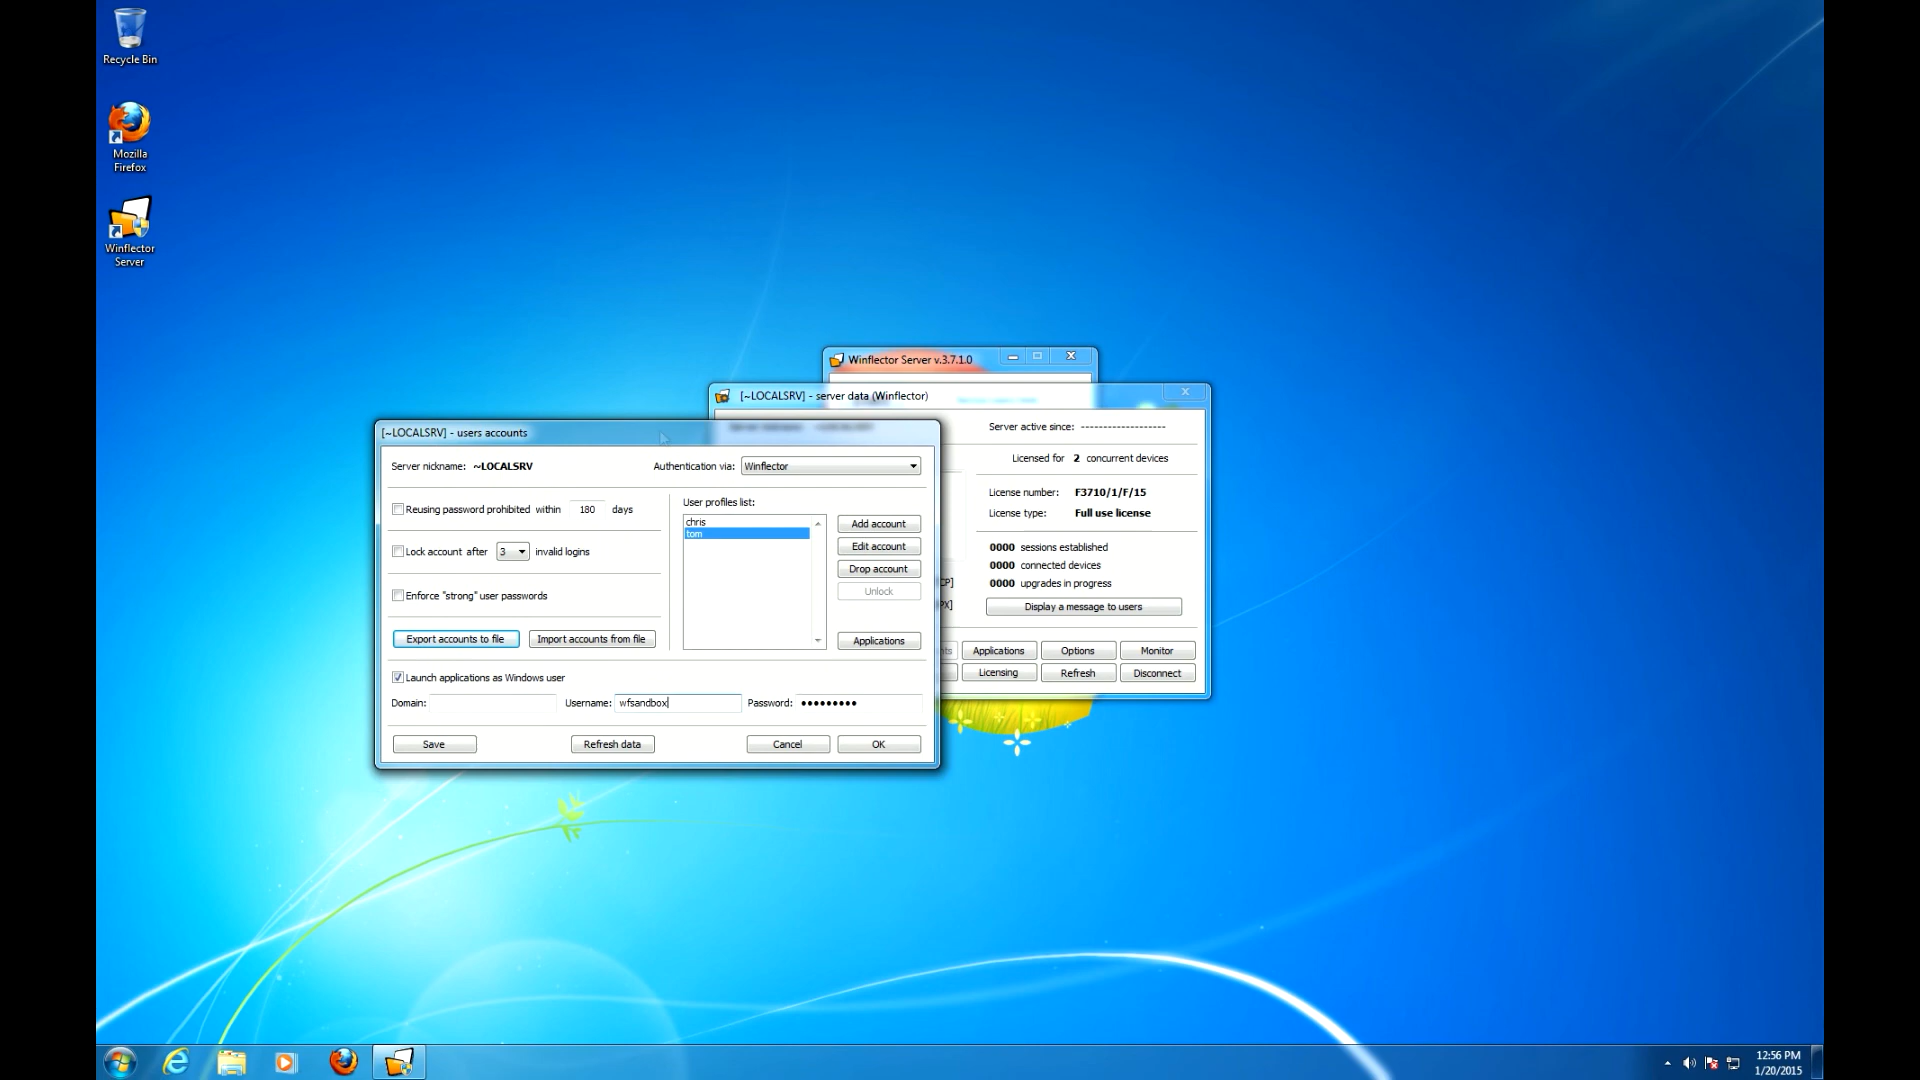 Recycle Bin
Mozilla
Firefox
Winflector
Server
Winflector Server v.3.7.1.0
[~LOCALSRV] - server data (Winflector)
Server active since: -------------------
Licensed for 2 concurrent devices
License number: F3710/1/F/15
License type: Full use license
0000 sessions established
0000 connected devices
0000 upgrades in progress
Display a message to users
Applications Options Monitor
Licensing Refresh Disconnect
[~LOCALSRV] - users accounts
Server nickname: ~LOCALSRV Authentication via: Winflector
Reusing password prohibited within 180 days
Lock account after 3 invalid logins
Enforce "strong" user passwords
Export accounts to file Import accounts from file
User profiles list:
chris
tom
Add account
Edit account
Drop account
Unlock
Applications
Launch applications as Windows user
Domain: Username: wfsandbox Password: •••••••••
Save Refresh data Cancel OK
12:56 PM
1/20/2015